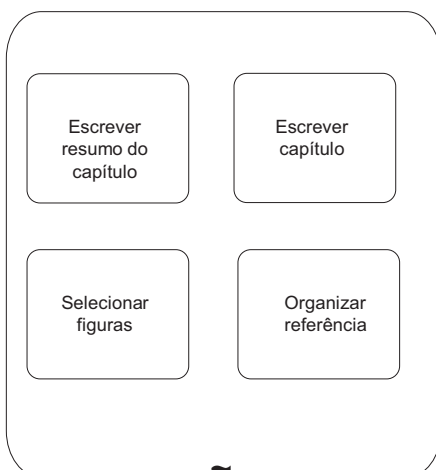 Escrever
resumo do
capítulo
Escrever
capítulo
Selecionar
figuras
Organizar
referência
~